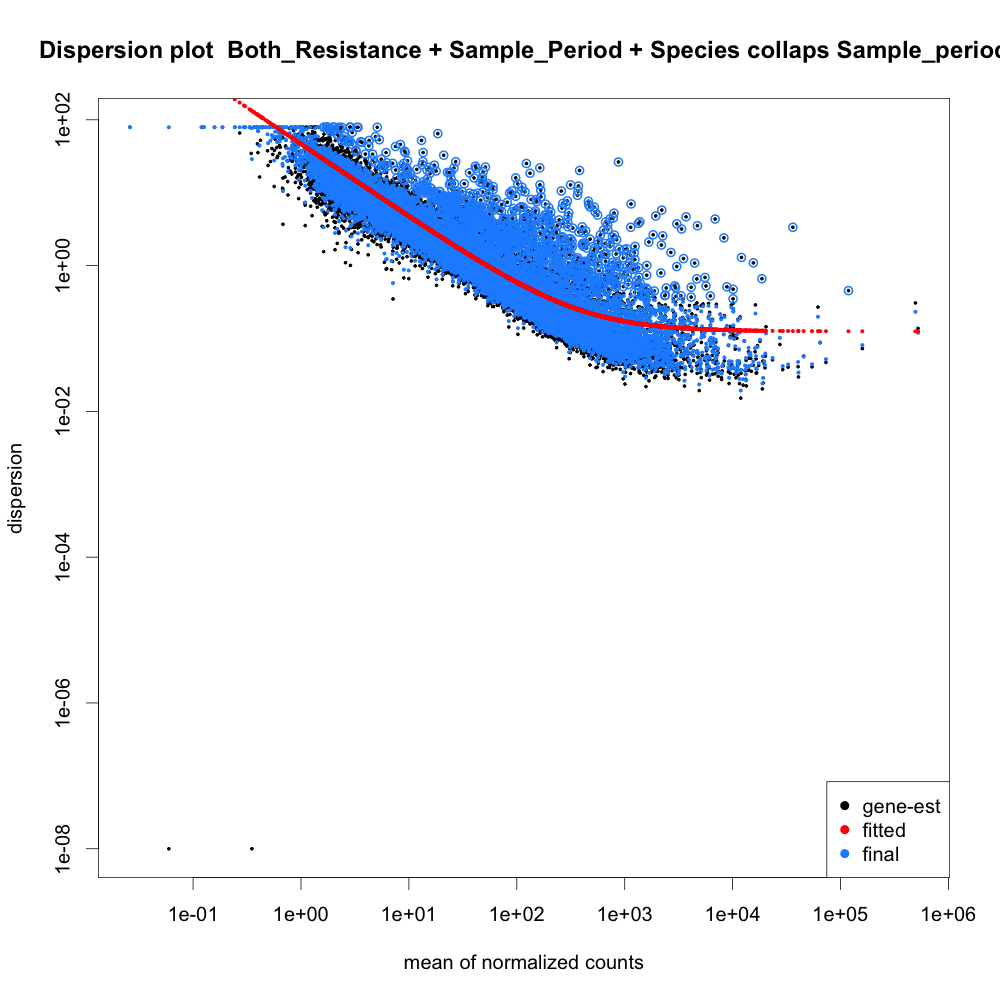 Dispersion plot  Both_Resistance + Sample_Period + Species collaps Sample_period
1e+02
1e+00
1e-02
1e-04
1e-06
1e-08
dispersion
gene-est
fitted
final
1e-01 1e+00 1e+01 1e+02 1e+03 1e+04 1e+05 1e+06
mean of normalized counts